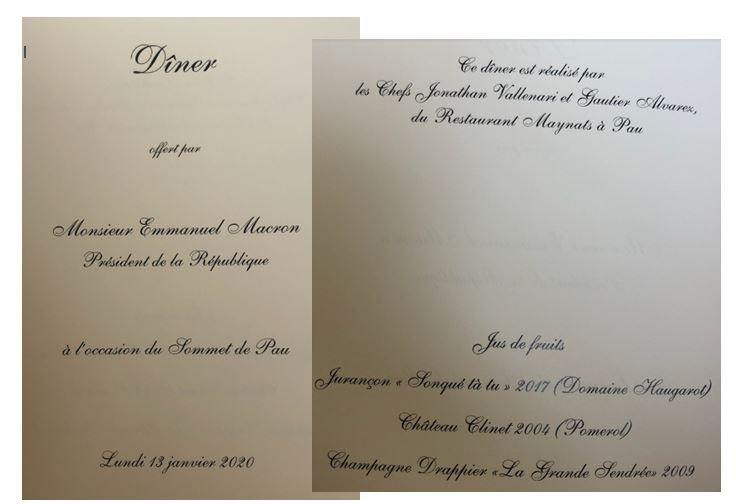 Dîner
offert par
Monsieur Emmanuel Macron
Président de la République
à l'occasion du Sommet de Pau
Lundi 13 janvier 2020
Ce dîner est réalisé par
les Chefs Jonathan Vallenari et Gautier Alvarez,
du Restaurant Maynats à Pau
Jus de fruits
Jurançon « Sonqué tà tu » 2017 (Domaine Haugarot)
Château Clinet 2004 (Pomerol)
Champagne Drappier «La Grande Sendrée» 2009